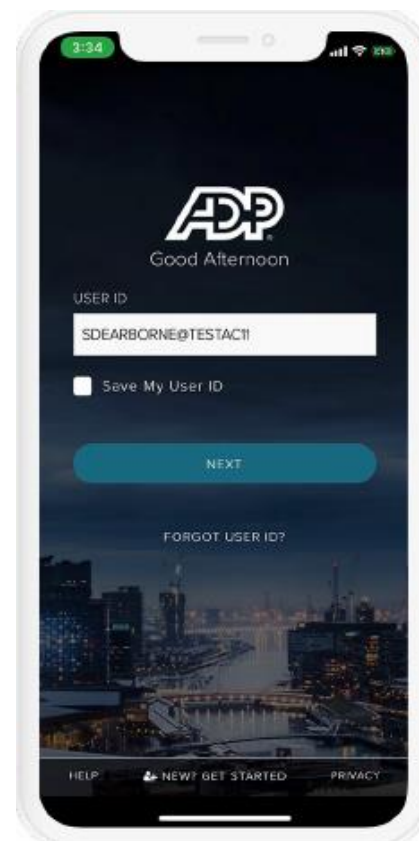 3:34
ADP
Good Afternoon
USER ID
SDEARBORNE@TESTAC11
Save My User ID
NEXT
FORGOT USER ID?
HELP NEW? GET STARTED PRIVACY